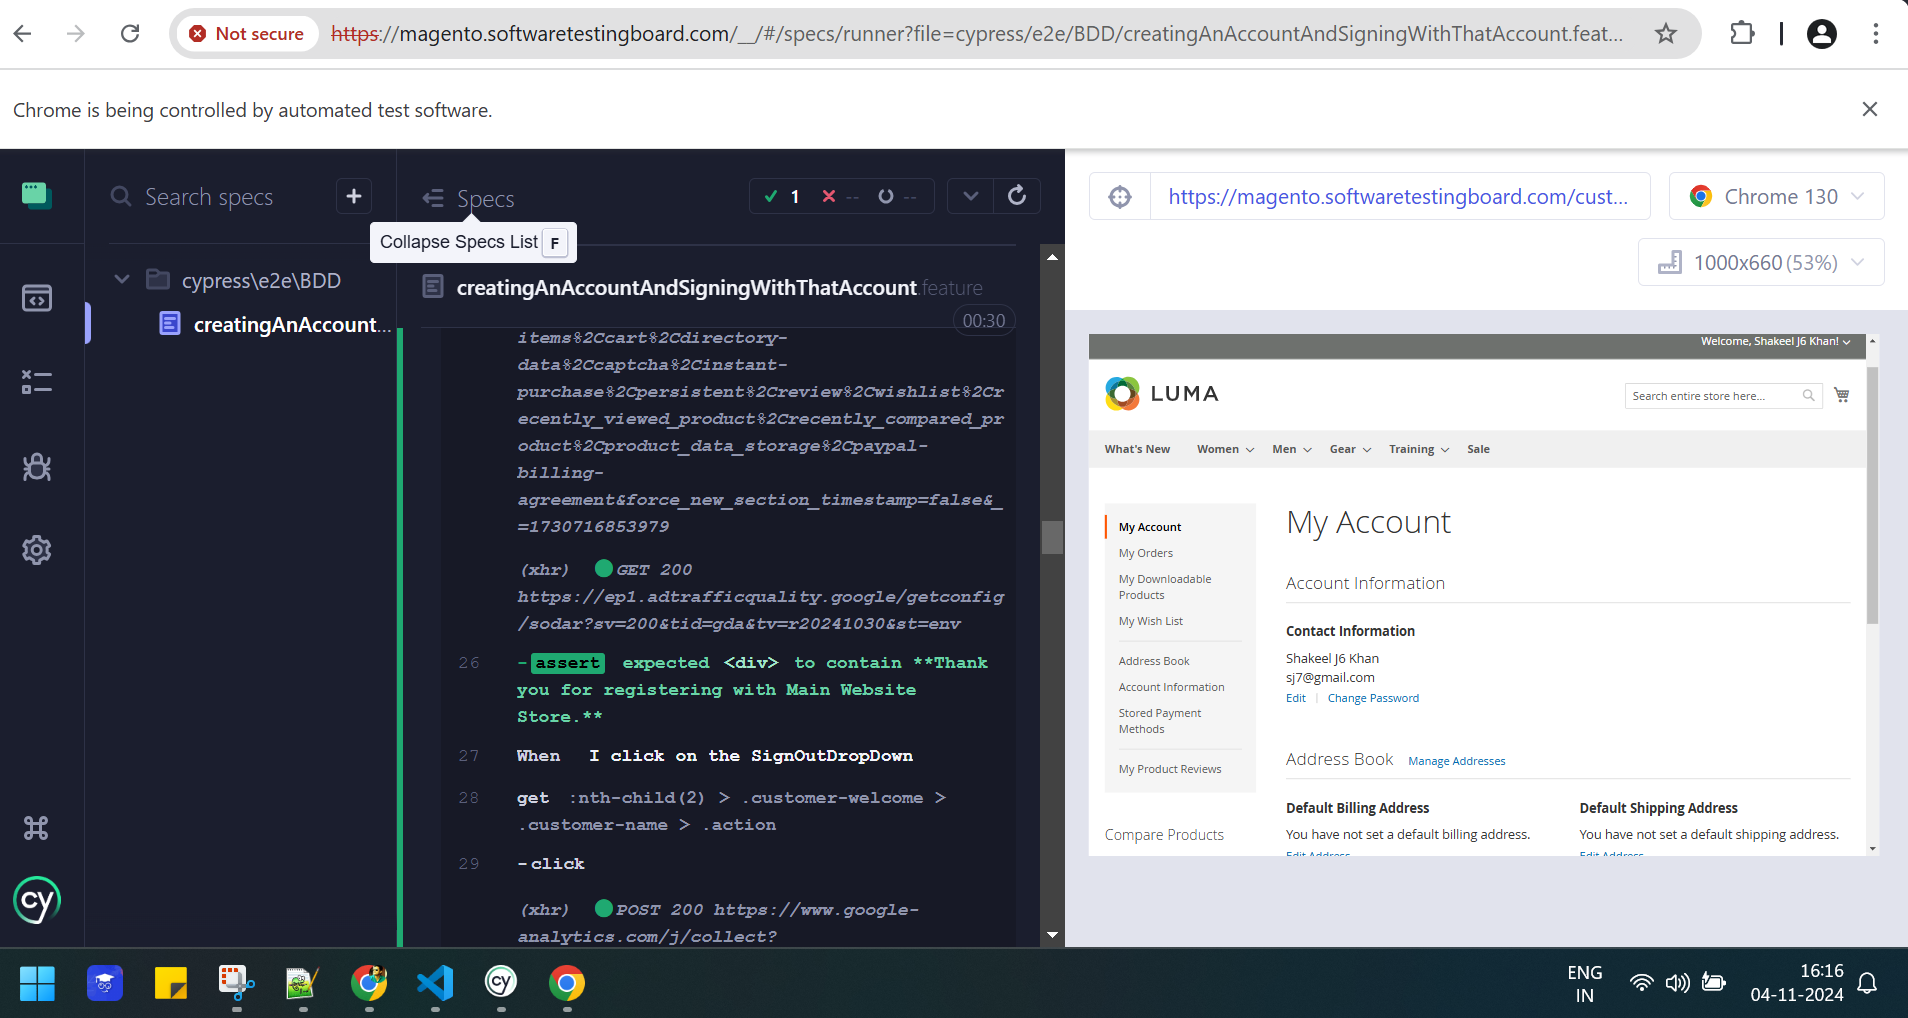 Not secure
https://magento.softwaretestingboard.com/__/#/specs/runner?file=cypress/e2e/BDD/creatingAnAccountAndSigningWithThatAccount.feat...
Chrome is being controlled by automated test software.
Search specs
+
Specs
1
--
--
Collapse Specs List F
cypress\e2e\BDD
creatingAnAccount...
creatingAnAccountAndSigningWithThatAccount.feature
00:30
items%2Ccart%2Cdirectory-
data%2Ccaptcha%2Cinstant-
purchase%2Cpersistent%2Creview%2Cwishlist%2Cr
ecently_viewed_product%2Crecently_compared_pr
oduct%2Cproduct_data_storage%2Cpaypal-
billing-
agreement&force_new_section_timestamp=false&_
=1730716853979
(xhr) GET 200
https://ep1.adtrafficquality.google/getconfig
/sodar?sv=200&tid=gda&tv=r20241030&st=env
26 -assert expected <div> to contain **Thank
you for registering with Main Website
Store.**
27 When I click on the SignOutDropDown
28 get :nth-child(2) > .customer-welcome >
.customer-name > .action
29 -click
(xhr) POST 200 https://www.google-
analytics.com/j/collect?
cy
https://magento.softwaretestingboard.com/cust...
Chrome 130
1000x660 (53%)
Welcome, Shakeel J6 Khan!
LUMA
Search entire store here...
What's New Women Men Gear Training Sale
My Account
My Orders
My Downloadable
Products
My Wish List
Address Book
Account Information
Stored Payment
Methods
My Product Reviews
Compare Products
My Account
Account Information
Contact Information
Shakeel J6 Khan
sj7@gmail.com
Edit | Change Password
Address Book Manage Addresses
Default Billing Address
You have not set a default billing address.
Edit Address
Default Shipping Address
You have not set a default shipping address.
Edit Address
cy
ENG
IN
16:16
04-11-2024